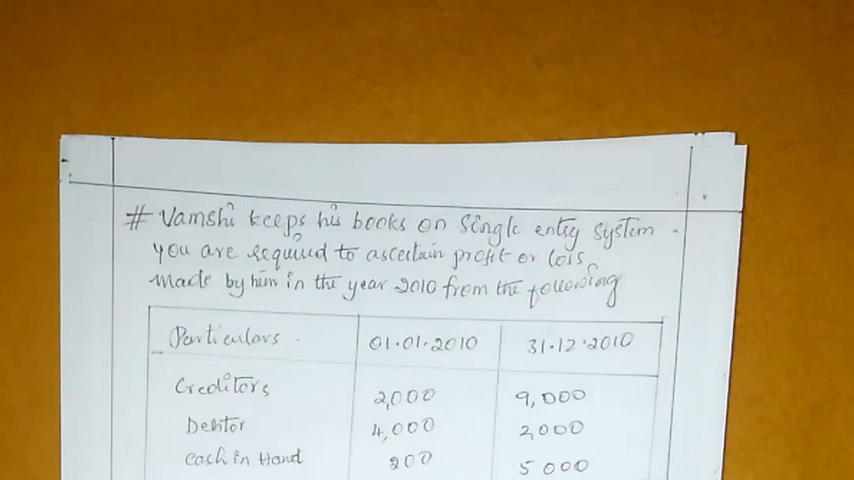 # Vamshi keeps his books on Single entry System.
you are required to ascertain profit or loss
made by him in the year 2010 from the following
Particulars. 01.01.2010 31.12.2010
Creditors 2,000 9,000
Debtor 4,000 2,000
Cash in Hand 200 5000